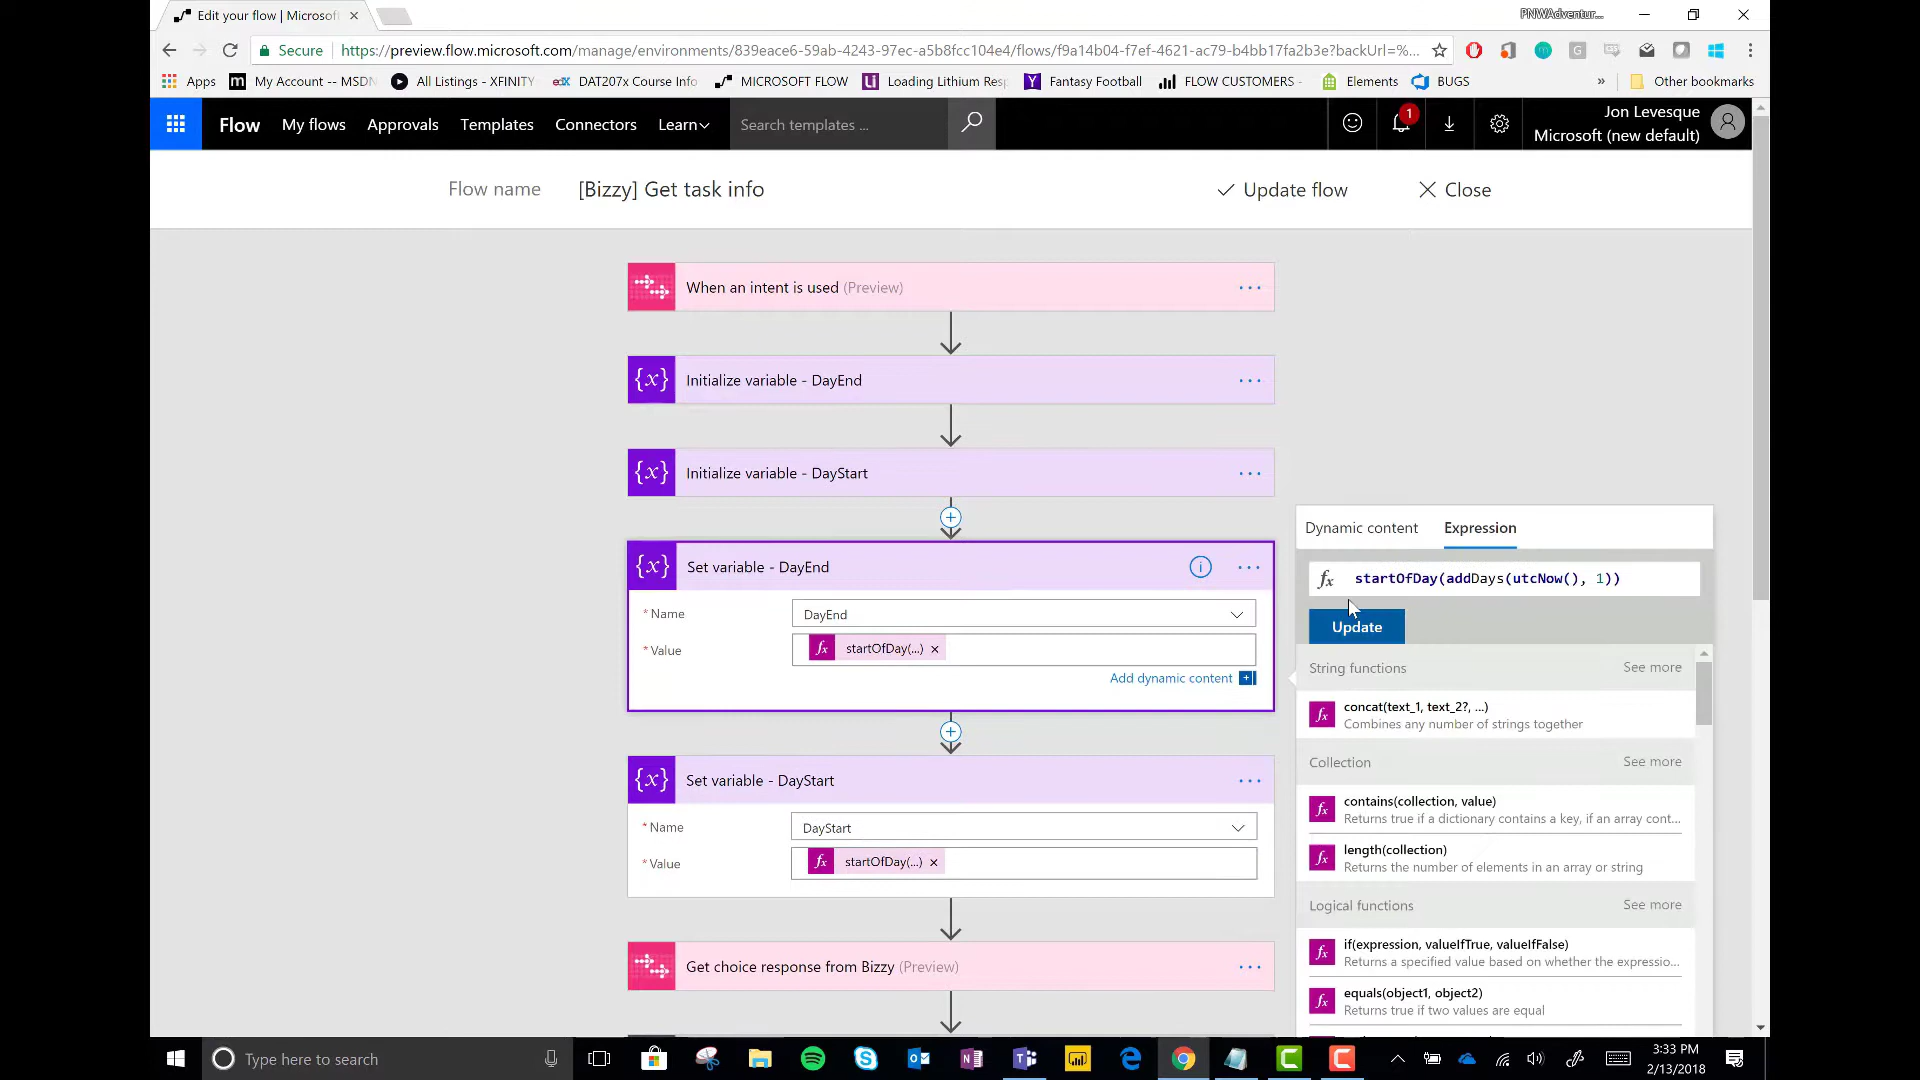 Edit your flow | Microsof
PNWAdventur...
Secure
https://preview.flow.microsoft.com/manage/environments/839eace6-59ab-4243-97ec-a5b8fcc104e4/flows/f9a14b04-f7ef-4621-ac79-b4bb17fa2b3e?backUrl=%...
Apps
My Account -- MSDN
All Listings - XFINITY
DAT207x Course Info
MICROSOFT FLOW
Loading Lithium Resp
Fantasy Football
FLOW CUSTOMERS -
Elements
BUGS
»
Other bookmarks
Flow
My flows
Approvals
Templates
Connectors
Learn
Search templates ...
1
Jon Levesque
Microsoft (new default)
Flow name
[Bizzy] Get task info
Update flow
Close
When an intent is used (Preview)
Initialize variable - DayEnd
Initialize variable - DayStart
Set variable - DayEnd
* Name
DayEnd
* Value
startOfDay(...) ×
Add dynamic content
Set variable - DayStart
* Name
DayStart
* Value
startOfDay(...) ×
Get choice response from Bizzy (Preview)
Dynamic content
Expression
fx startOfDay(addDays(utcNow(), 1))
Update
String functions
See more
concat(text_1, text_2?, ...)
Combines any number of strings together
Collection
See more
contains(collection, value)
Returns true if a dictionary contains a key, if an array cont...
length(collection)
Returns the number of elements in an array or string
Logical functions
See more
if(expression, valueIfTrue, valueIfFalse)
Returns a specified value based on whether the expressio...
equals(object1, object2)
Returns true if two values are equal
Type here to search
3:33 PM
2/13/2018